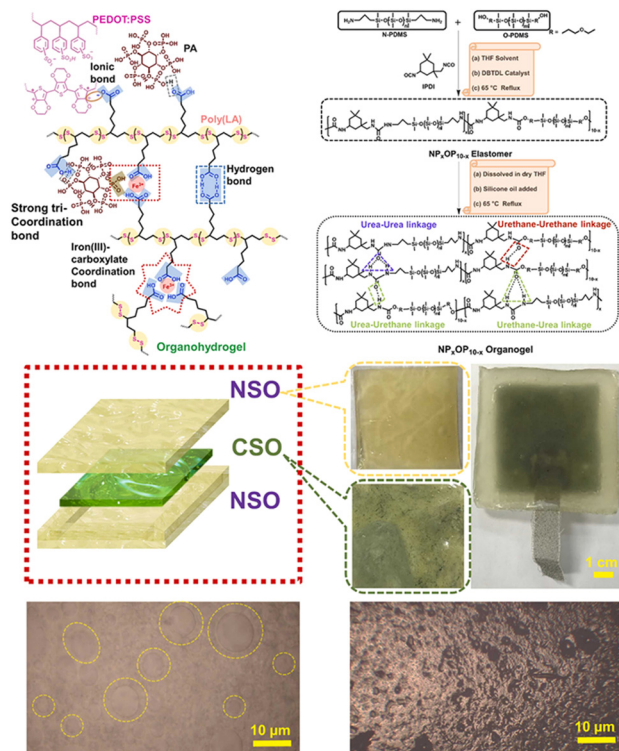 PEDOT:PSS
PA
Ionic
bond
Poly(LA)
Hydrogen
bond
Strong tri-
Coordination
bond
Iron(III)-
carboxylate
Coordination
bond
Organohydrogel
N-PDMS
+
O-PDMS
R =
IPDI
(a) THF Solvent
(b) DBTDL Catalyst
(c) 65 °C Reflux
NPₓOP₁₀₋ₓ Elastomer
(a) Dissolved in dry THF
(b) Silicone oil added
(c) 65 °C Reflux
Urea-Urea linkage
Urethane-Urethane linkage
Urea-Urethane linkage
Urethane-Urea linkage
NPₓOP₁₀₋ₓ Organogel
NSO
CSO
NSO
1 cm
10 µm
10 µm